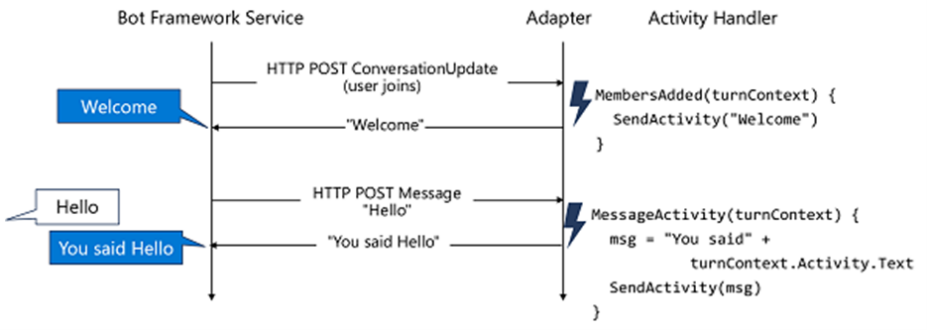 Bot Framework Service
Adapter
Activity Handler
HTTP POST ConversationUpdate
(user joins)
Welcome
"Welcome"
MembersAdded(turnContext) {
SendActivity("Welcome")
}
HTTP POST Message
"Hello"
Hello
You said Hello
"You said Hello"
MessageActivity(turnContext) {
msg = "You said" +
turnContext.Activity.Text
SendActivity(msg)
}